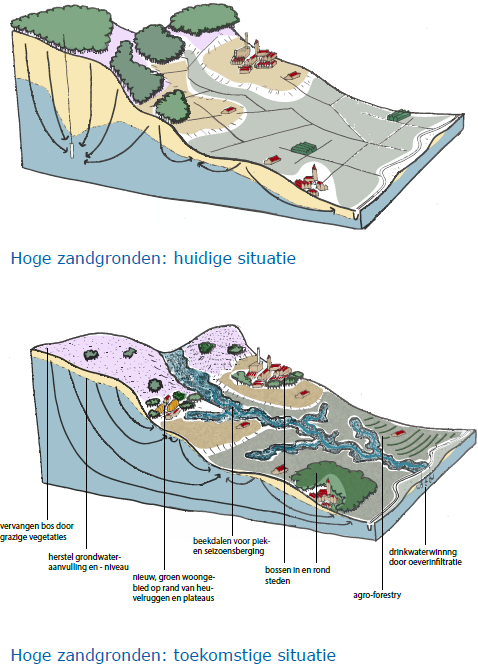 Hoge zandgronden: huidige situatie
vervangen bos door
grazige vegetaties
herstel grondwater-
aanvulling en - niveau
nieuw, groen woonge-
bied op rand van heu-
velruggen en plateaus
beekdalen voor piek-
en seizoensberging
bossen in en rond
steden
agro-forestry
drinkwaterwinnng
door oeverinfiltratie
Hoge zandgronden: toekomstige situatie